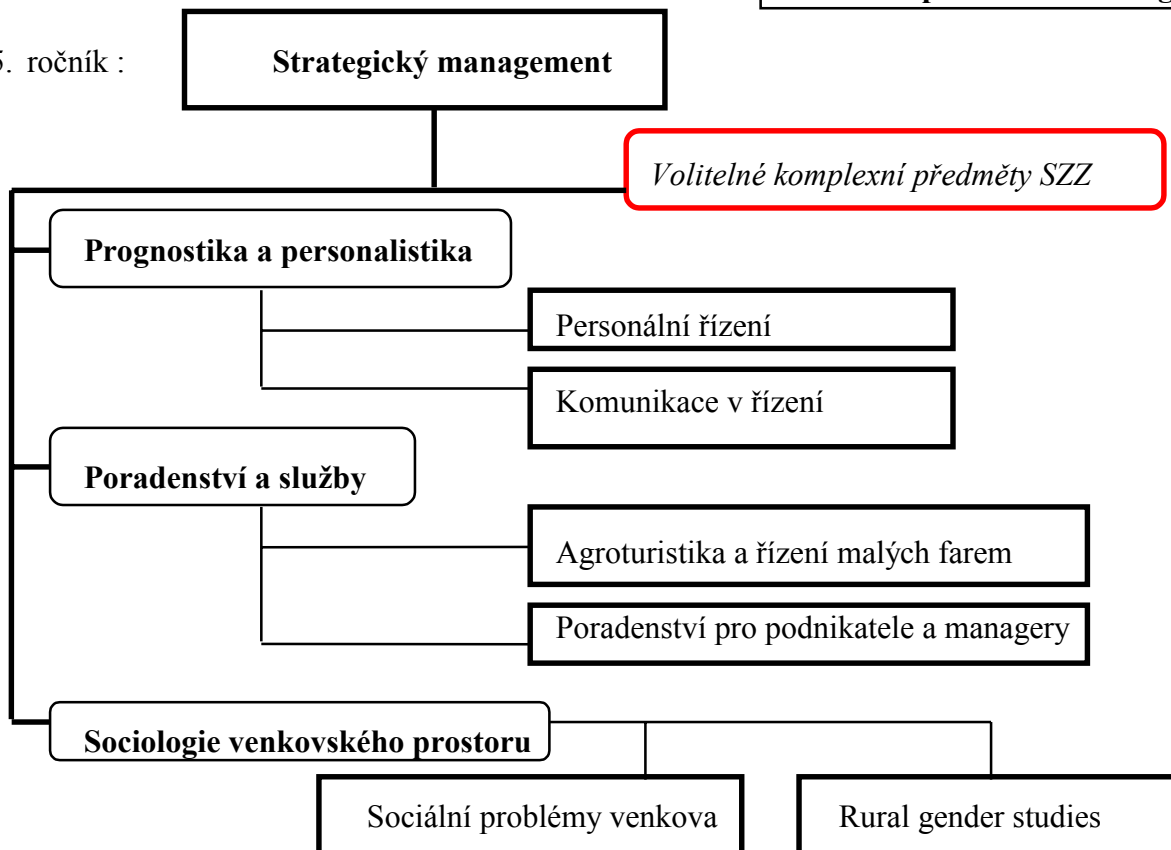 5. ročník :
Strategický management
Volitelné komplexní předměty SZZ
Prognostika a personalistika
Personální řízení
Komunikace v řízení
Poradenství a služby
Agroturistika a řízení malých farem
Poradenství pro podnikatele a managery
Sociologie venkovského prostoru
Sociální problémy venkova
Rural gender studies